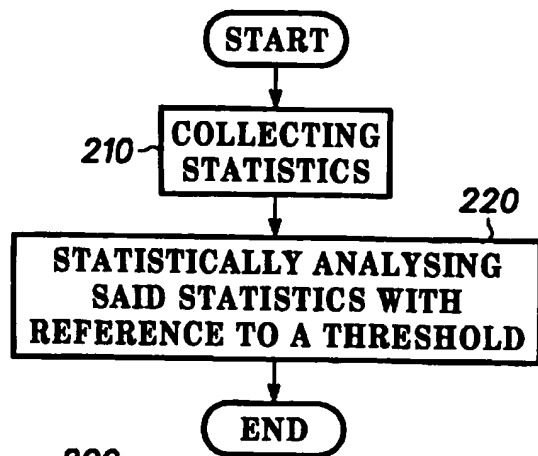 START
210
COLLECTING
STATISTICS
220
STATISTICALLY ANALYSING
SAID STATISTICS WITH
REFERENCE TO A THRESHOLD
END